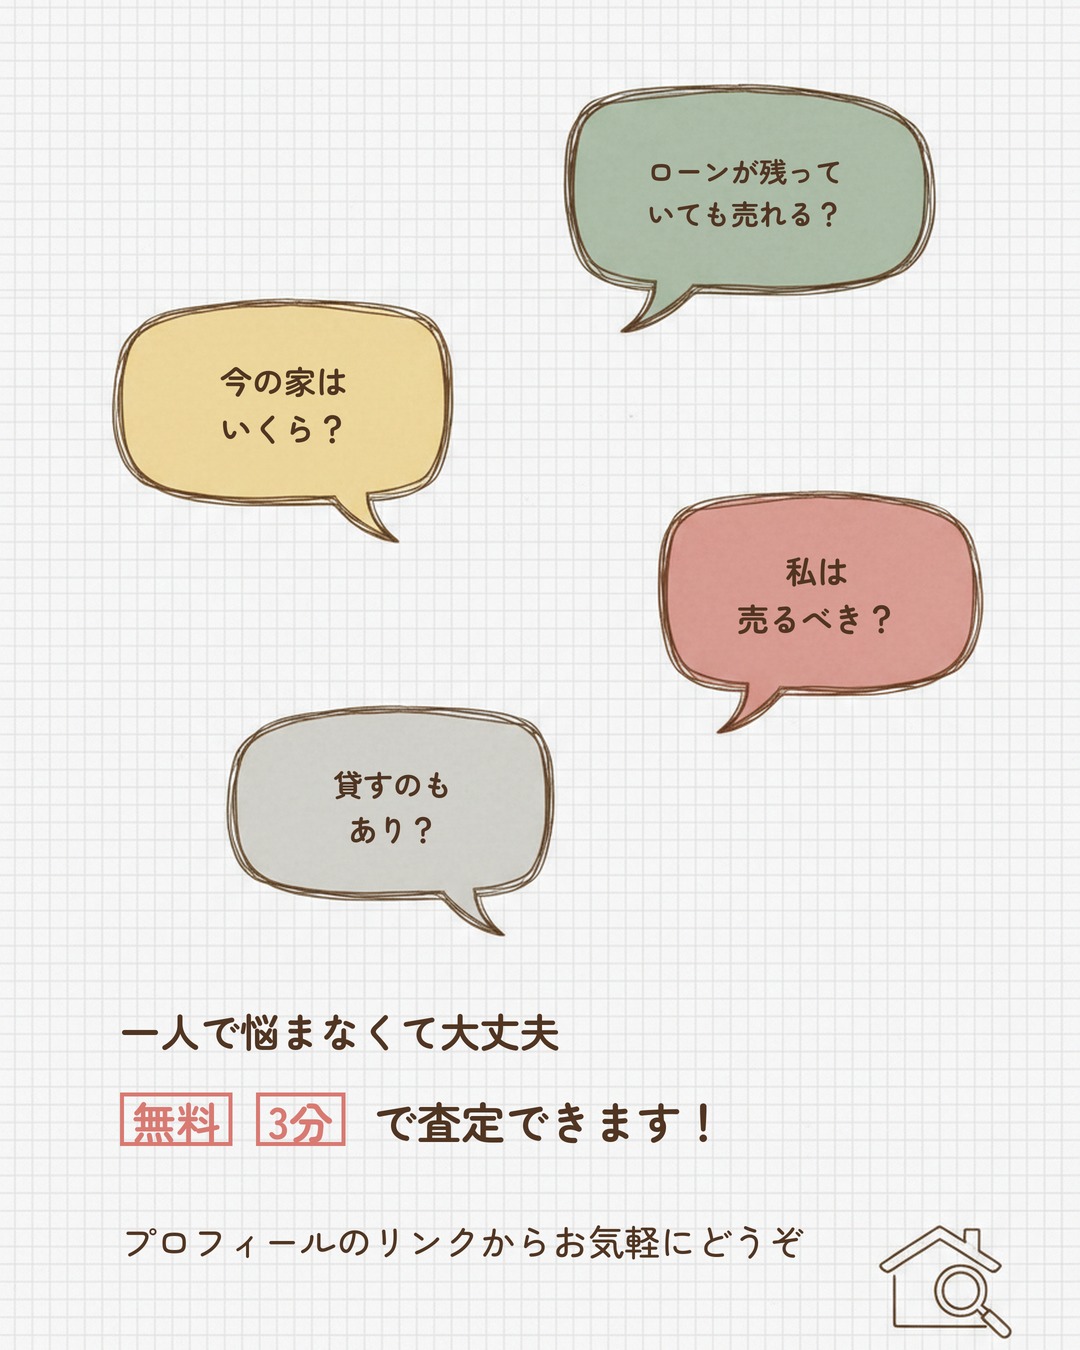 ローンが残って
いても売れる？
今の家は
いくら？
私は
売るべき？
貸すのも
あり？
一人で悩まなくて大丈夫
無料 3分 で査定できます！
プロフィールのリンクからお気軽にどうぞ